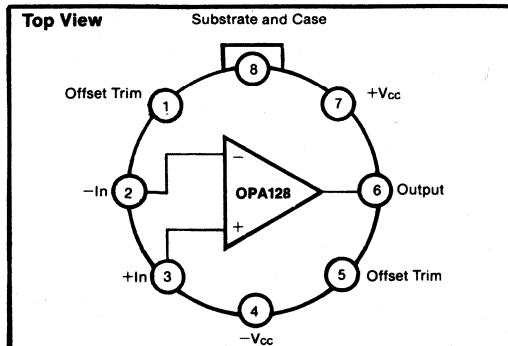 Top View
Substrate and Case
8
Offset Trim
1
7
+Vcc
−
−In
2
OPA128
6
Output
+
+In
3
5
Offset Trim
4
−Vcc